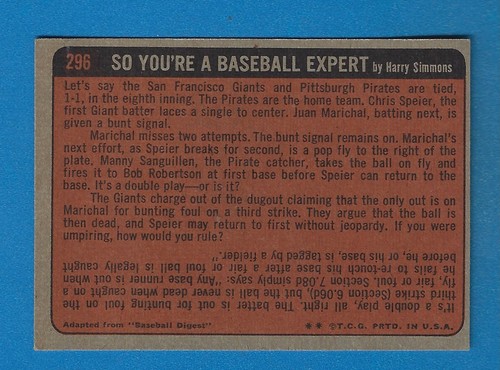 296 SO YOU'RE A BASEBALL EXPERT by Harry Simmons
Let's say the San Francisco Giants and Pittsburgh Pirates are tied,
1-1, in the eighth inning. The Pirates are the home team. Chris Speier, the
first Giant batter laces a single to center. Juan Marichal, batting next, is
given a bunt signal.
Marichal misses two attempts. The bunt signal remains on. Marichal's
next effort, as Speier breaks for second, is a pop fly to the right of the
plate. Manny Sanguillen, the Pirate catcher, takes the ball on fly and
fires it to Bob Robertson at first base before Speier can return to the
base. It's a double play—or is it?
The Giants charge out of the dugout claiming that the only out is on
Marichal for bunting foul on a third strike. They argue that the ball is
then dead, and Speier may return to first without jeopardy. If you were
umpiring, how would you rule?
It's a double play, all right. The batter is out for bunting foul on the
third strike (Section 6.06d), but the ball is never dead when caught on a
fly, fair or foul. Section 7.08d simply says: "Any base runner is out when
he fails to re-touch his base after a fair or foul ball is legally caught
before he, or his base, is tagged by a fielder."
Adapted from "Baseball Digest"
** ©T.C.G. PRTD. IN U.S.A.